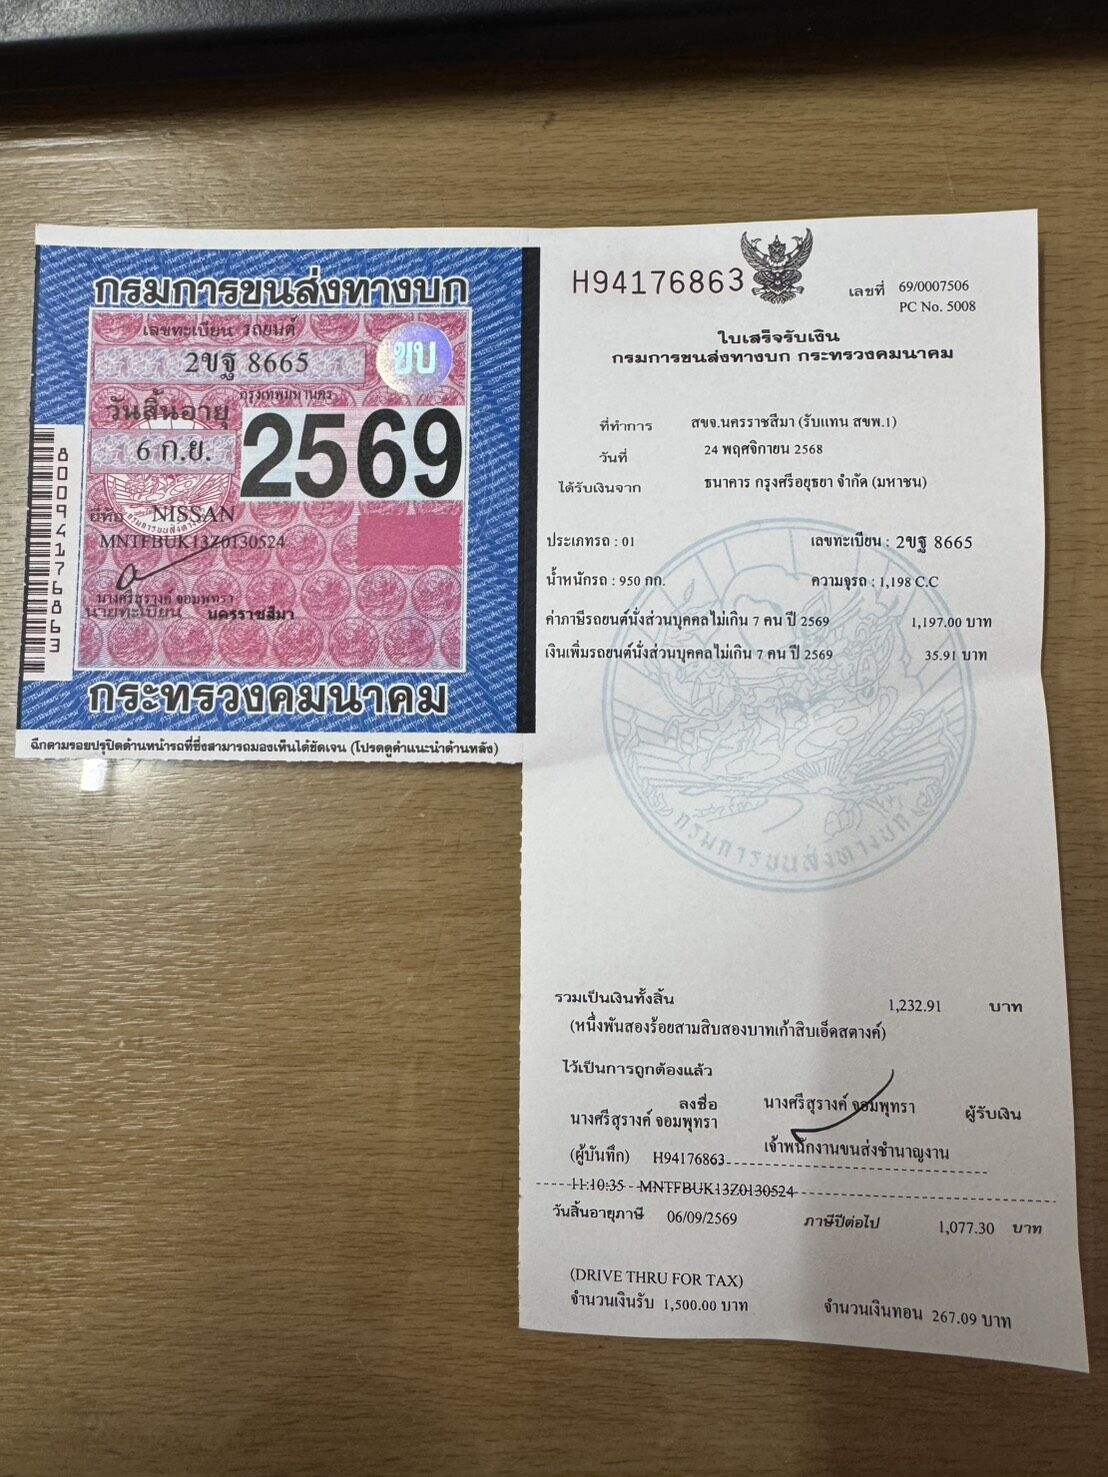 กรมการขนส่งทางบก
เลขทะเบียน รถยนต์
2ขฐ 8665
ขบ
กรุงเทพมหานคร
วันสิ้นอายุ
6 ก.ย.
2569
ยี่ห้อ NISSAN
MNTFBUK13Z0130524
นางศรีสุรางค์ จอมพุทรา
นายทะเบียน นครราชสีมา
80094176863
กระทรวงคมนาคม
ฉีกตามรอยปรุปิดด้านหน้ารถที่ซึ่งสามารถมองเห็นได้ชัดเจน (โปรดดูคำแนะนำด้านหลัง)
H94176863
เลขที่ 69/0007506
PC No. 5008
ใบเสร็จรับเงิน
กรมการขนส่งทางบก กระทรวงคมนาคม
ที่ทำการ สขจ.นครราชสีมา (รับแทน สขพ.1)
วันที่ 24 พฤศจิกายน 2568
ได้รับเงินจาก ธนาคาร กรุงศรีอยุธยา จำกัด (มหาชน)
ประเภทรถ : 01 เลขทะเบียน : 2ขฐ 8665
น้ำหนักรถ : 950 กก. ความจุรถ : 1,198 C.C
ค่าภาษีรถยนต์นั่งส่วนบุคคลไม่เกิน 7 คน ปี 2569 1,197.00 บาท
เงินเพิ่มรถยนต์นั่งส่วนบุคคลไม่เกิน 7 คน ปี 2569 35.91 บาท
กรมการขนส่งทางบก
รวมเป็นเงินทั้งสิ้น 1,232.91 บาท
(หนึ่งพันสองร้อยสามสิบสองบาทเก้าสิบเอ็ดสตางค์)
ไว้เป็นการถูกต้องแล้ว
ลงชื่อ นางศรีสุรางค์ จอมพุทรา ผู้รับเงิน
นางศรีสุรางค์ จอมพุทรา
เจ้าพนักงานขนส่งชำนาญงาน
(ผู้บันทึก) H94176863
11:10:35 MNTFBUK13Z0130524
วันสิ้นอายุภาษี 06/09/2569 ภาษีปีต่อไป 1,077.30 บาท
(DRIVE THRU FOR TAX)
จำนวนเงินรับ 1,500.00 บาท จำนวนเงินทอน 267.09 บาท